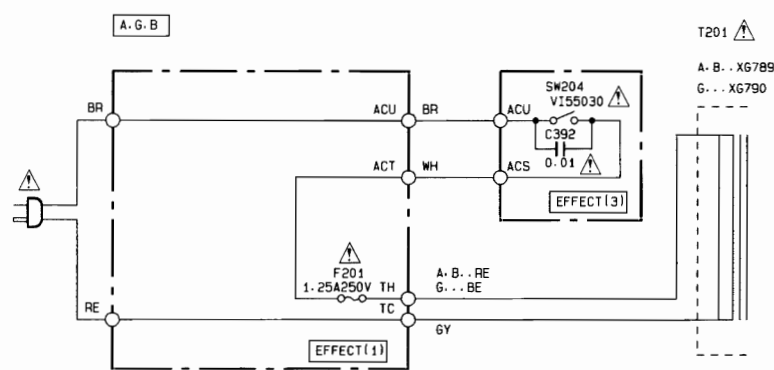 A.G.B
T201
A.B..XG789
G...XG790
SW204
VI55030
BR
ACU
BR
ACU
C392
0.01
ACT
WH
ACS
EFFECT(3)
F201
1.25A250V
TH
A.B..RE
G...BE
RE
TC
GY
EFFECT(1)